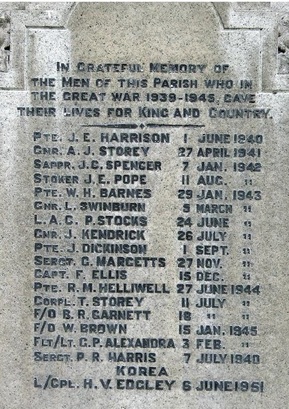 IN GRATEFUL MEMORY OF
THE MEN OF THIS PARISH WHO IN
THE GREAT WAR 1939-1945, GAVE
THEIR LIVES FOR KING AND COUNTRY.
PTE. J. E. HARRISON 1 JUNE 1940
GNR. A. J. STOREY 27 APRIL 1941
SAPPR. J. C. SPENCER 7 JAN. 1942
STOKER J. E. POPE 11 AUG. "
PTE. W. H. BARNES 29 JAN. 1943
GNR. L. SWINBURN 5 MARCH "
L. A. C. P. STOCKS 24 JUNE "
GNR. J. KENDRICK 26 JULY "
PTE. J. DICKINSON 1 SEPT. "
SERGT. G. MARGETTS 27 NOV. "
CAPT. F. ELLIS 15 DEC. "
PTE. R. M. HELLIWELL 27 JUNE 1944
CORPL. T. STOREY 11 JULY "
F/O B. R. GARNETT 18 " "
F/O W. BROWN 15 JAN. 1945
FLT/LT. C. P. ALEXANDRA 3 FEB. "
SERGT. P. R. HARRIS 7 JULY 1940
KOREA
L/CPL. H. V. EDGLEY 6 JUNE 1951